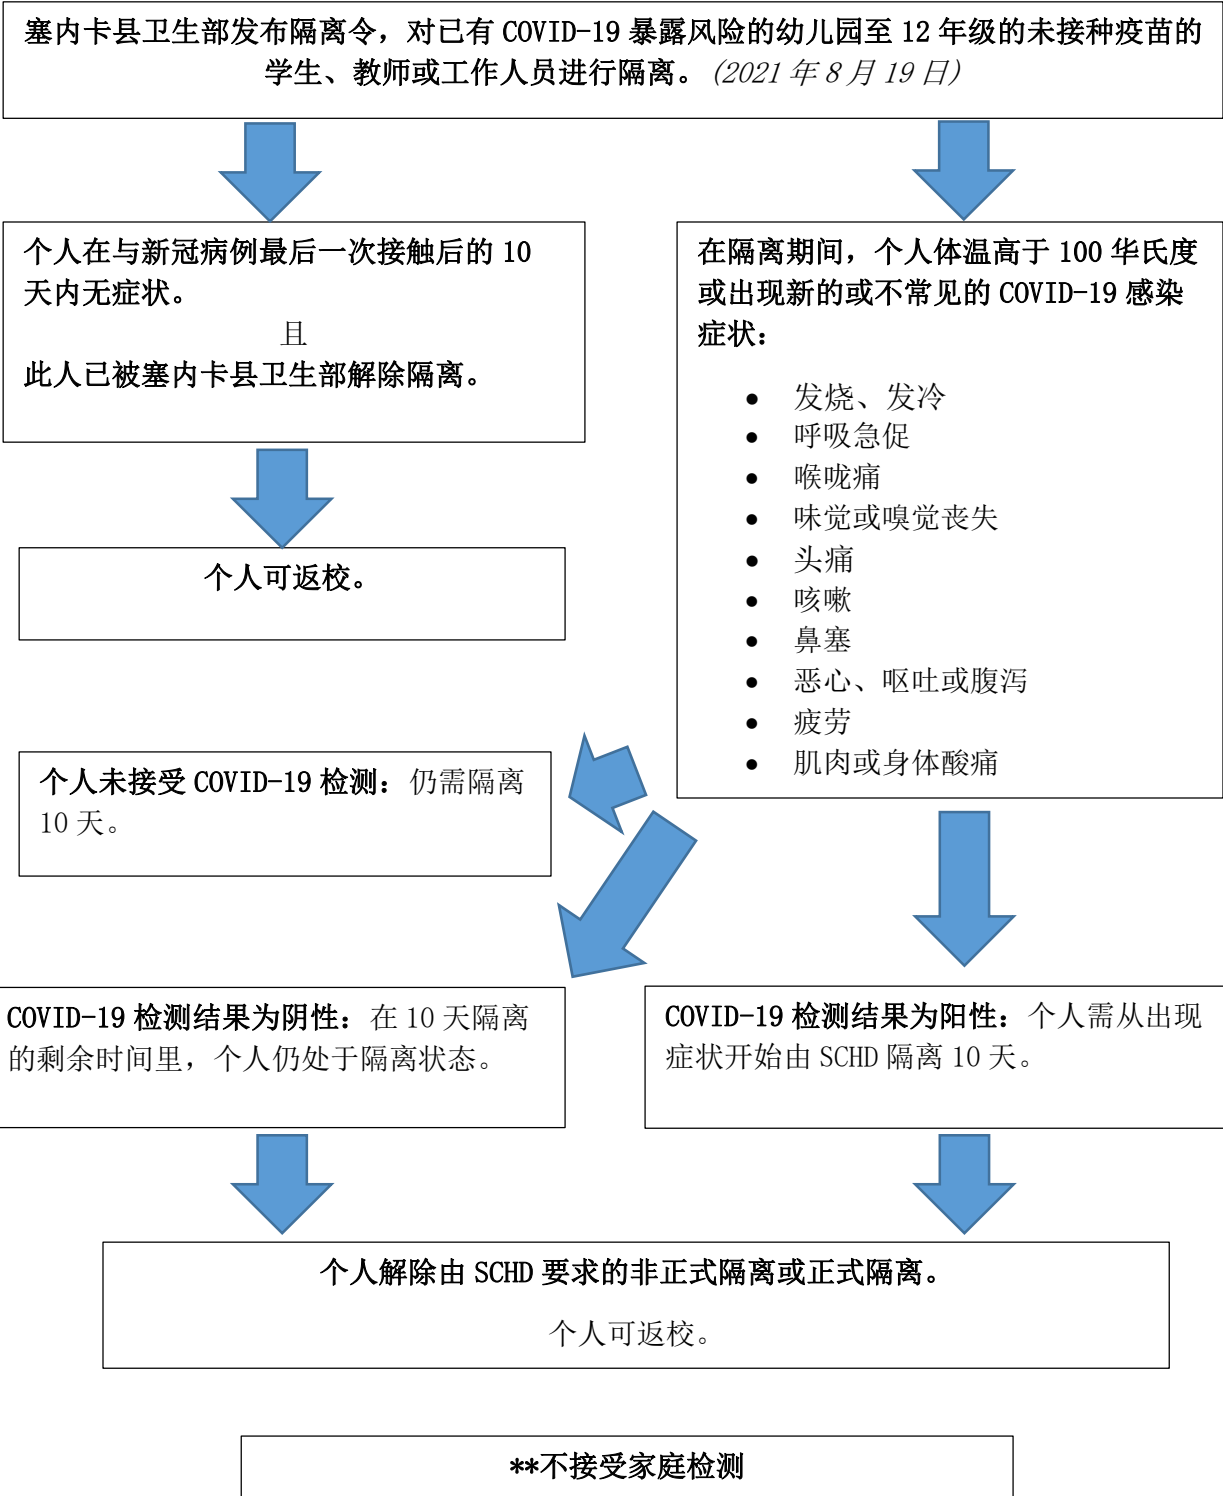 塞内卡县卫生部发布隔离令，对已有 COVID-19 暴露风险的幼儿园至 12 年级的未接种疫苗的
学生、教师或工作人员进行隔离。(2021 年 8 月 19 日)
个人在与新冠病例最后一次接触后的 10
天内无症状。
且
此人已被塞内卡县卫生部解除隔离。
个人可返校。
在隔离期间，个人体温高于 100 华氏度
或出现新的或不常见的 COVID-19 感染
症状：
• 发烧、发冷
• 呼吸急促
• 喉咙痛
• 味觉或嗅觉丧失
• 头痛
• 咳嗽
• 鼻塞
• 恶心、呕吐或腹泻
• 疲劳
• 肌肉或身体酸痛
个人未接受 COVID-19 检测：仍需隔离
10 天。
COVID-19 检测结果为阴性：在 10 天隔离
的剩余时间里，个人仍处于隔离状态。
COVID-19 检测结果为阳性：个人需从出现
症状开始由 SCHD 隔离 10 天。
个人解除由 SCHD 要求的非正式隔离或正式隔离。
个人可返校。
**不接受家庭检测